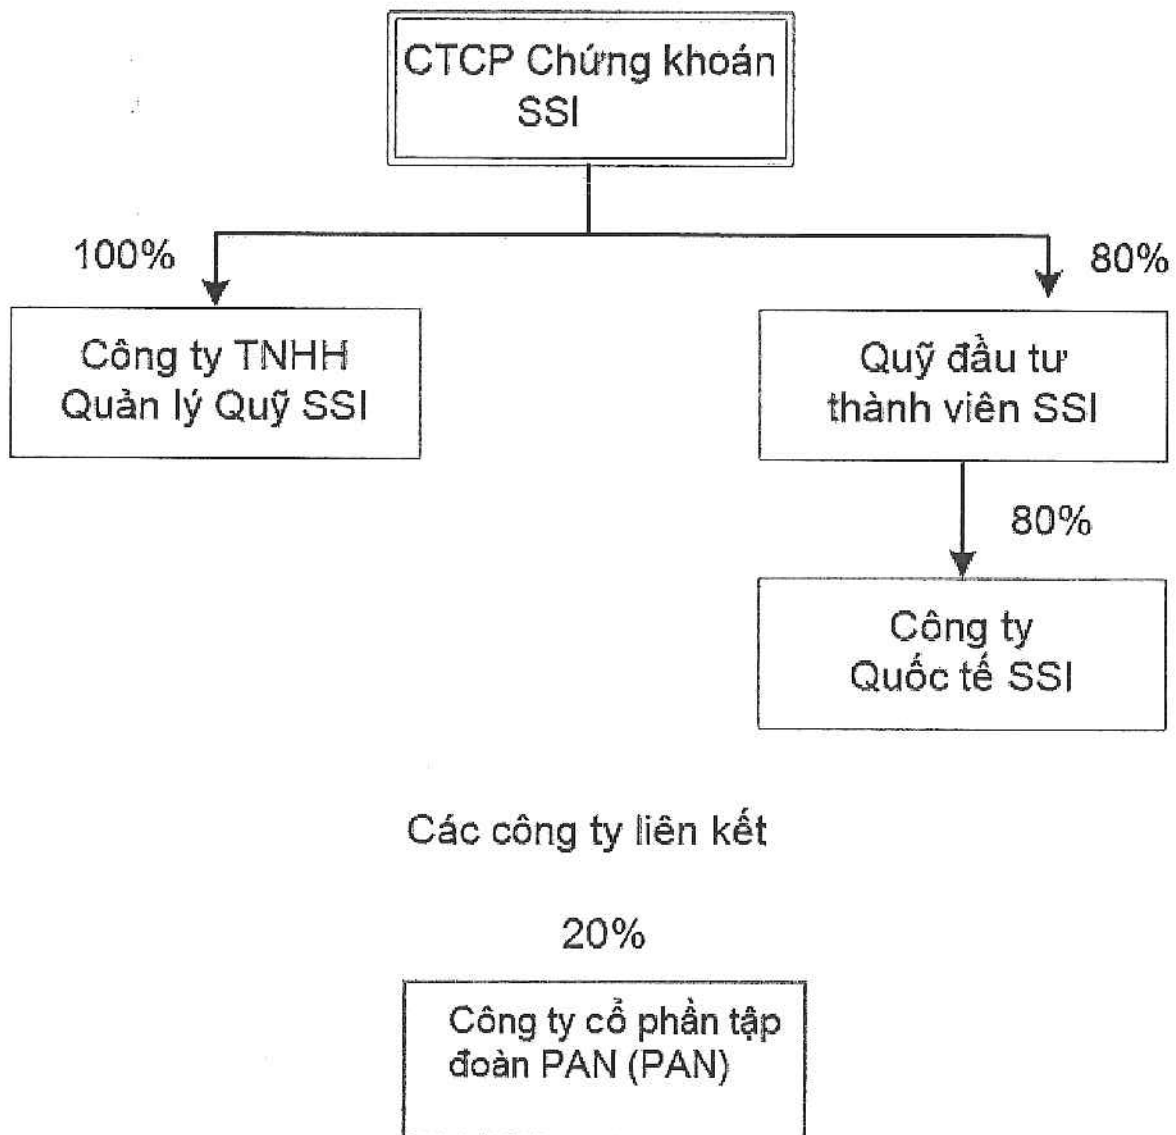 CTCP Chứng khoán
SSI
100%
80%
Công ty TNHH
Quản lý Quỹ SSI
Quỹ đầu tư
thành viên SSI
80%
Công ty
Quốc tế SSI
Các công ty liên kết
20%
Công ty cổ phần tập
đoàn PAN (PAN)